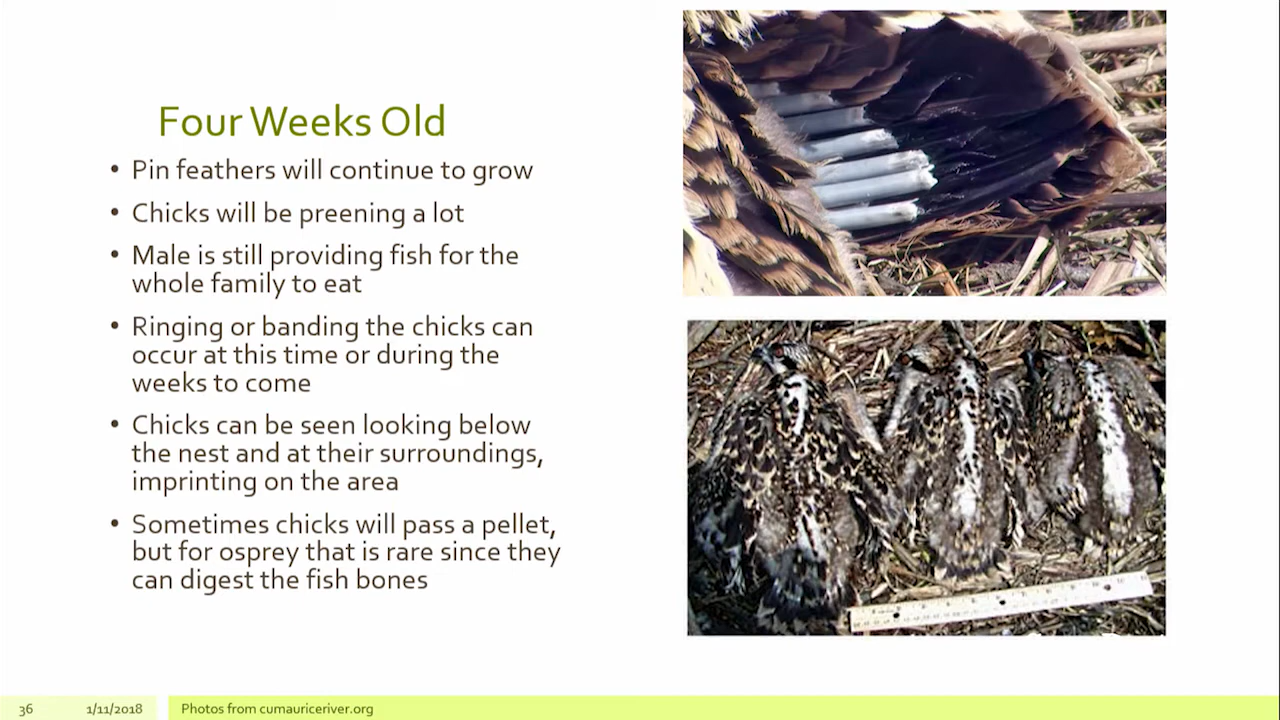 Four Weeks Old
• Pin feathers will continue to grow
• Chicks will be preening a lot
• Male is still providing fish for the
whole family to eat
• Ringing or banding the chicks can
occur at this time or during the
weeks to come
• Chicks can be seen looking below
the nest and at their surroundings,
imprinting on the area
• Sometimes chicks will pass a pellet,
but for osprey that is rare since they
can digest the fish bones
36
1/11/2018
Photos from cumauriceriver.org